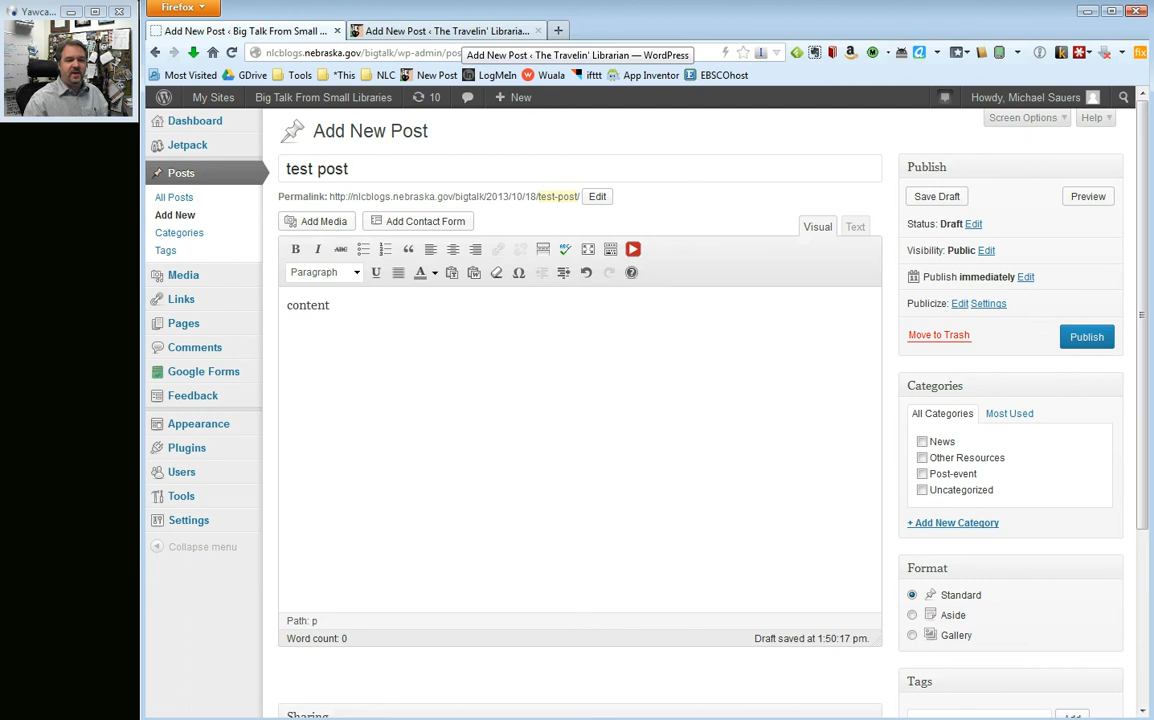 Yawca...
Firefox
Add New Post ‹ Big Talk From Small ...
Add New Post ‹ The Travelin' Libraria...
nlcblogs.nebraska.gov/bigtalk/wp-admin/pos
Add New Post ‹ The Travelin' Librarian — WordPress
Most Visited
GDrive
Tools
*This
NLC
New Post
LogMeIn
Wuala
ifttt
App Inventor
EBSCOhost
My Sites
Big Talk From Small Libraries
10
New
Howdy, Michael Sauers
Dashboard
Jetpack
Posts
All Posts
Add New
Categories
Tags
Media
Links
Pages
Comments
Google Forms
Feedback
Appearance
Plugins
Users
Tools
Settings
Collapse menu
Add New Post
Screen Options
Help
test post
Permalink: http://nlcblogs.nebraska.gov/bigtalk/2013/10/18/test-post/ Edit
Add Media
Add Contact Form
Visual
Text
B I ABC
Paragraph
U
A
content
Path: p
Word count: 0
Draft saved at 1:50:17 pm.
Publish
Save Draft
Preview
Status: Draft Edit
Visibility: Public Edit
Publish immediately Edit
Publicize: Edit Settings
Move to Trash
Publish
Categories
All Categories
Most Used
News
Other Resources
Post-event
Uncategorized
+ Add New Category
Format
Standard
Aside
Gallery
Tags
Add
Sharing